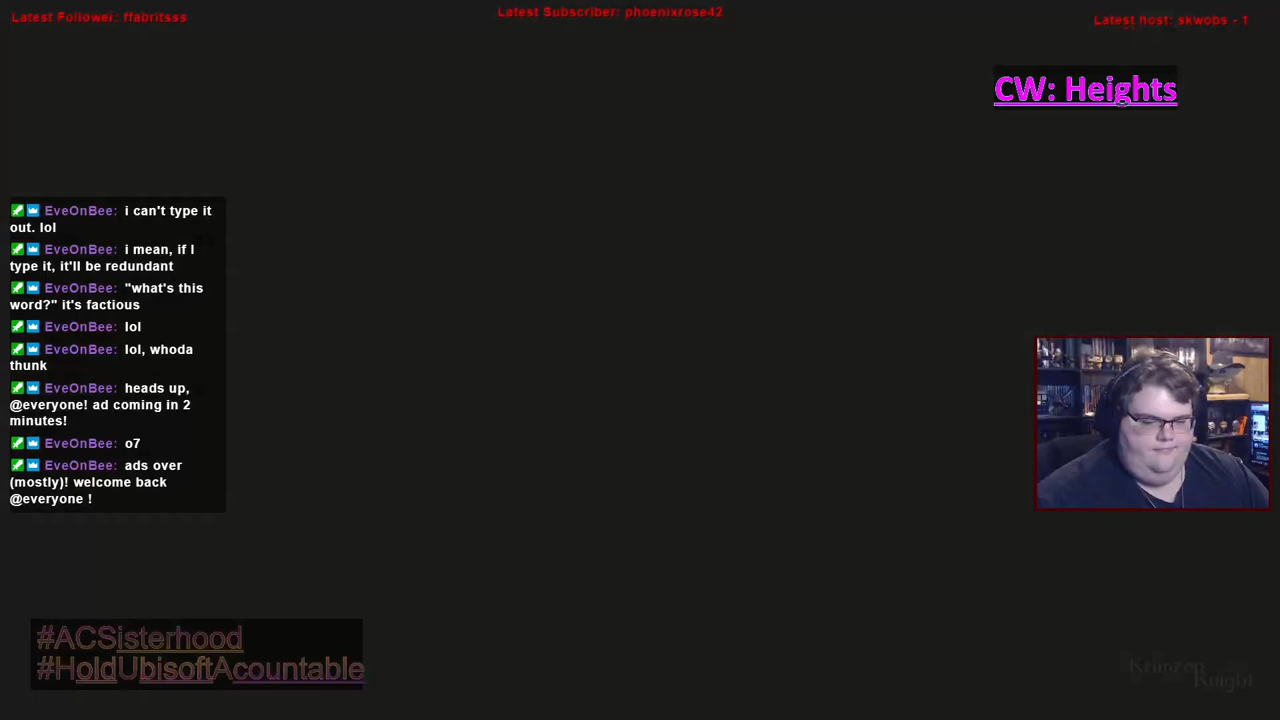 Latest Follower: ffabritsss
Latest Subscriber: phoenixrose42
Latest host: skwobs - 1
CW: Heights
EveOnBee: i can't type it
out. lol
EveOnBee: i mean, if I
type it, it'll be redundant
EveOnBee: "what's this
word?" it's factious
EveOnBee: lol
EveOnBee: lol, whoda
thunk
EveOnBee: heads up,
@everyone! ad coming in 2
minutes!
EveOnBee: o7
EveOnBee: ads over
(mostly)! welcome back
@everyone !
#ACSisterhood
#HoldUbisoftAcountable
Krimzon
Knight